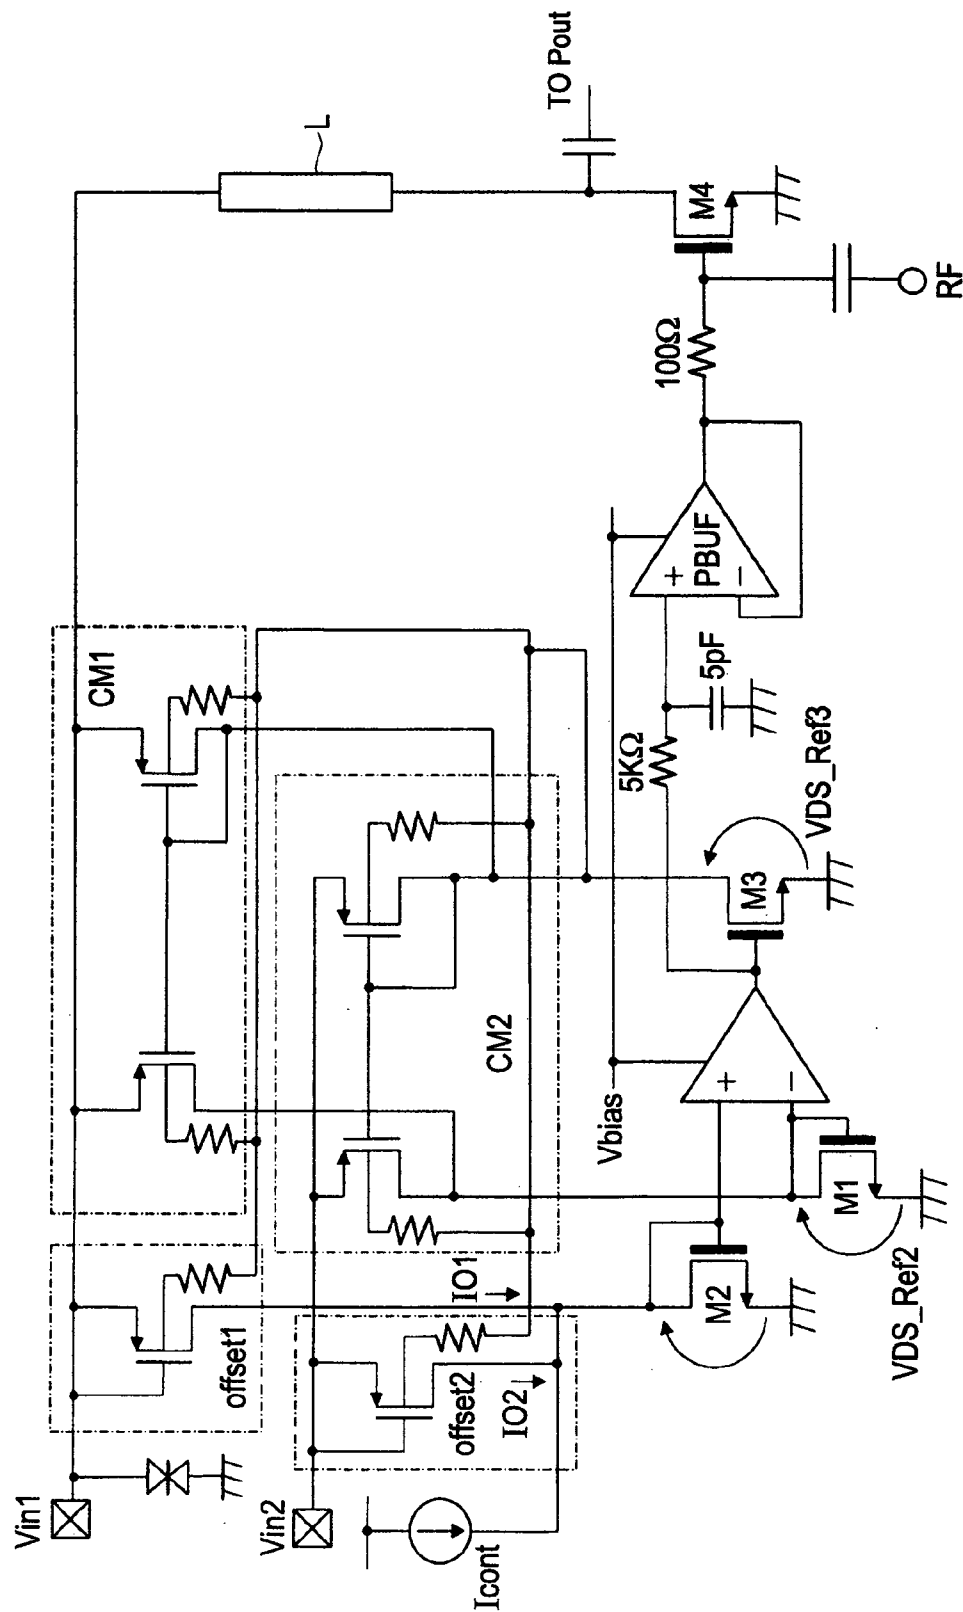 Vin1
offset1
CM1
L
TO Pout
Vin2
offset2
IO1
IO2
CM2
Icont
Vbias
5KΩ
5pF
+
−
PBUF
100Ω
M4
RF
+
−
M3
VDS_Ref3
M2
M1
VDS_Ref2